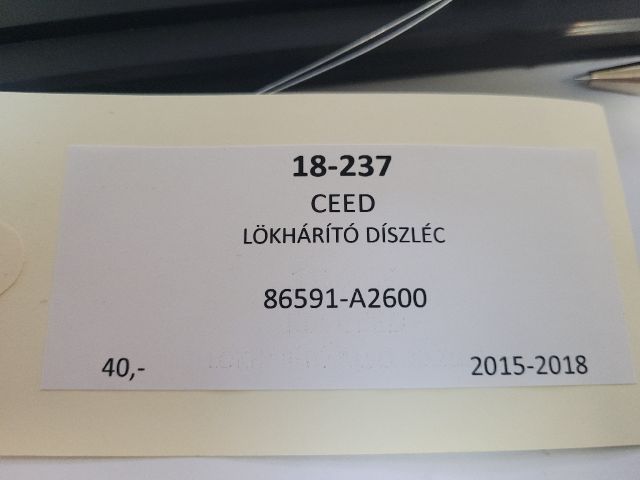 18-237
CEED
LÖKHÁRÍTÓ DÍSZLÉC
86591-A2600
40,- 2015-2018